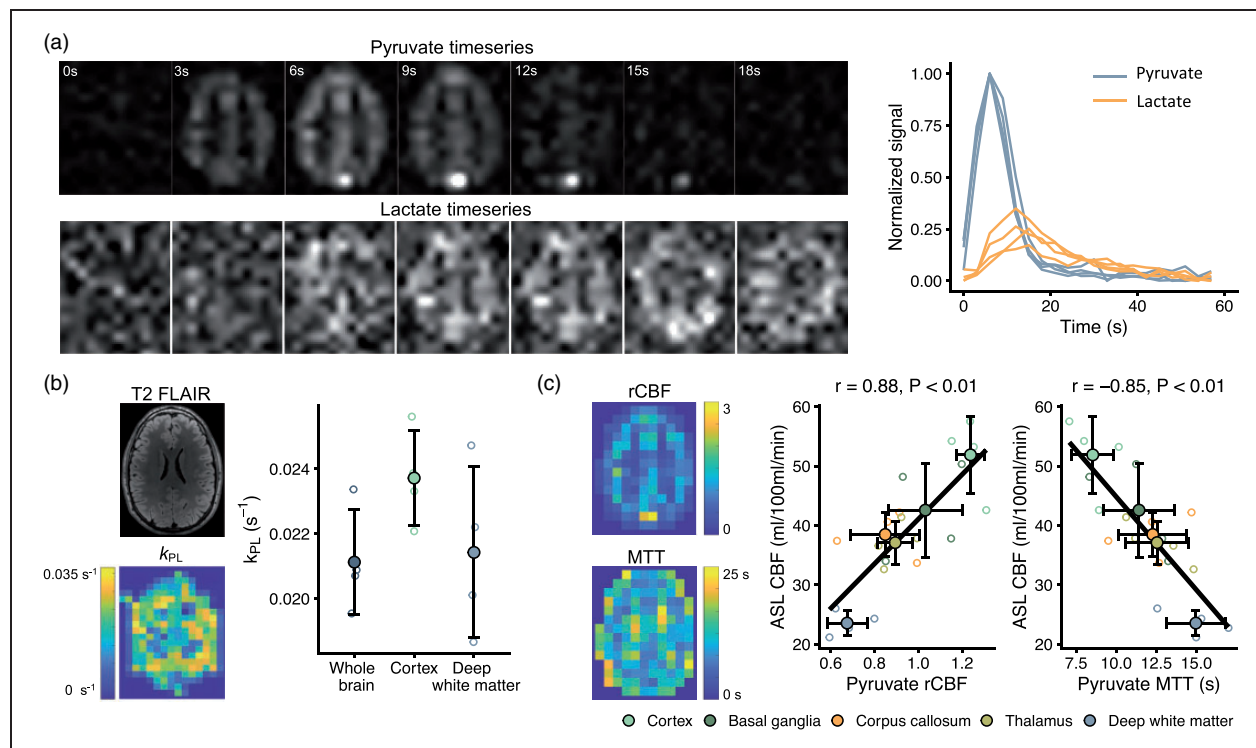 (a)
Pyruvate timeseries
0s 3s 6s 9s 12s 15s 18s
Lactate timeseries
Normalized signal
1.00
0.75
0.50
0.25
0.00
0 20 40 60
Time (s)
Pyruvate
Lactate
(b)
T2 FLAIR
kPL
0.035 s⁻¹
0 s⁻¹
kPL (s⁻¹)
0.024
0.022
0.020
Whole brain
Cortex
Deep white matter
(c)
rCBF
3
0
MTT
25 s
0 s
r = 0.88, P < 0.01
ASL CBF (ml/100ml/min)
60
50
40
30
20
0.6 0.8 1.0 1.2
Pyruvate rCBF
r = −0.85, P < 0.01
ASL CBF (ml/100ml/min)
60
50
40
30
20
7.5 10.0 12.5 15.0
Pyruvate MTT (s)
Cortex Basal ganglia Corpus callosum Thalamus Deep white matter